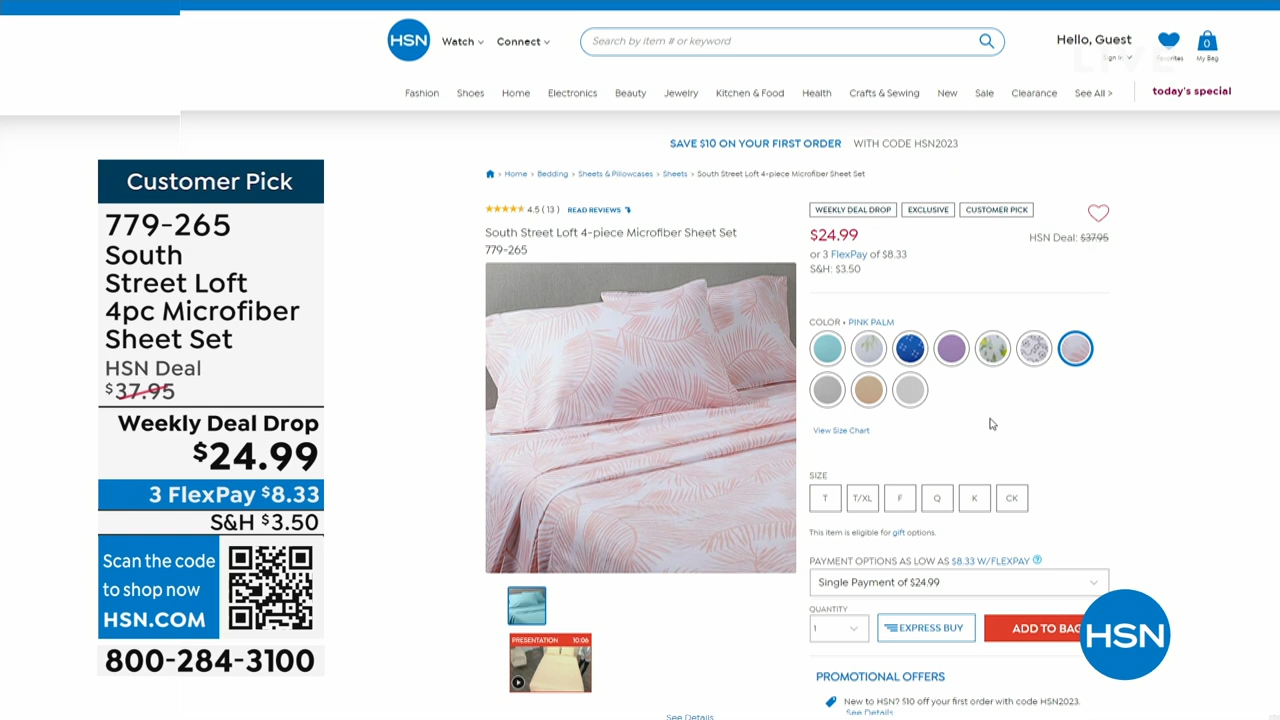 HSN
Watch
Connect
Search by item # or keyword
Hello, Guest
Sign In
LIVE
Favorites
0
My Bag
Fashion
Shoes
Home
Electronics
Beauty
Jewelry
Kitchen & Food
Health
Crafts & Sewing
New
Sale
Clearance
See All >
today's special
SAVE $10 ON YOUR FIRST ORDER WITH CODE HSN2023
> Home > Bedding > Sheets & Pillowcases > Sheets > South Street Loft 4-piece Microfiber Sheet Set
Customer Pick
779-265
South
Street Loft
4pc Microfiber
Sheet Set
HSN Deal
$37.95
Weekly Deal Drop
$24.99
3 FlexPay $8.33
S&H $3.50
Scan the code
to shop now
HSN.COM
800-284-3100
4.5 ( 13 ) READ REVIEWS
South Street Loft 4-piece Microfiber Sheet Set
779-265
PRESENTATION 10:06
See Details
WEEKLY DEAL DROP
EXCLUSIVE
CUSTOMER PICK
$24.99
HSN Deal: $37.95
or 3 FlexPay of $8.33
S&H: $3.50
COLOR • PINK PALM
View Size Chart
SIZE
T
T/XL
F
Q
K
CK
This item is eligible for gift options.
PAYMENT OPTIONS AS LOW AS $8.33 W/FLEXPAY ?
Single Payment of $24.99
QUANTITY
1
EXPRESS BUY
ADD TO BAG
HSN
PROMOTIONAL OFFERS
New to HSN? $10 off your first order with code HSN2023.
See Details